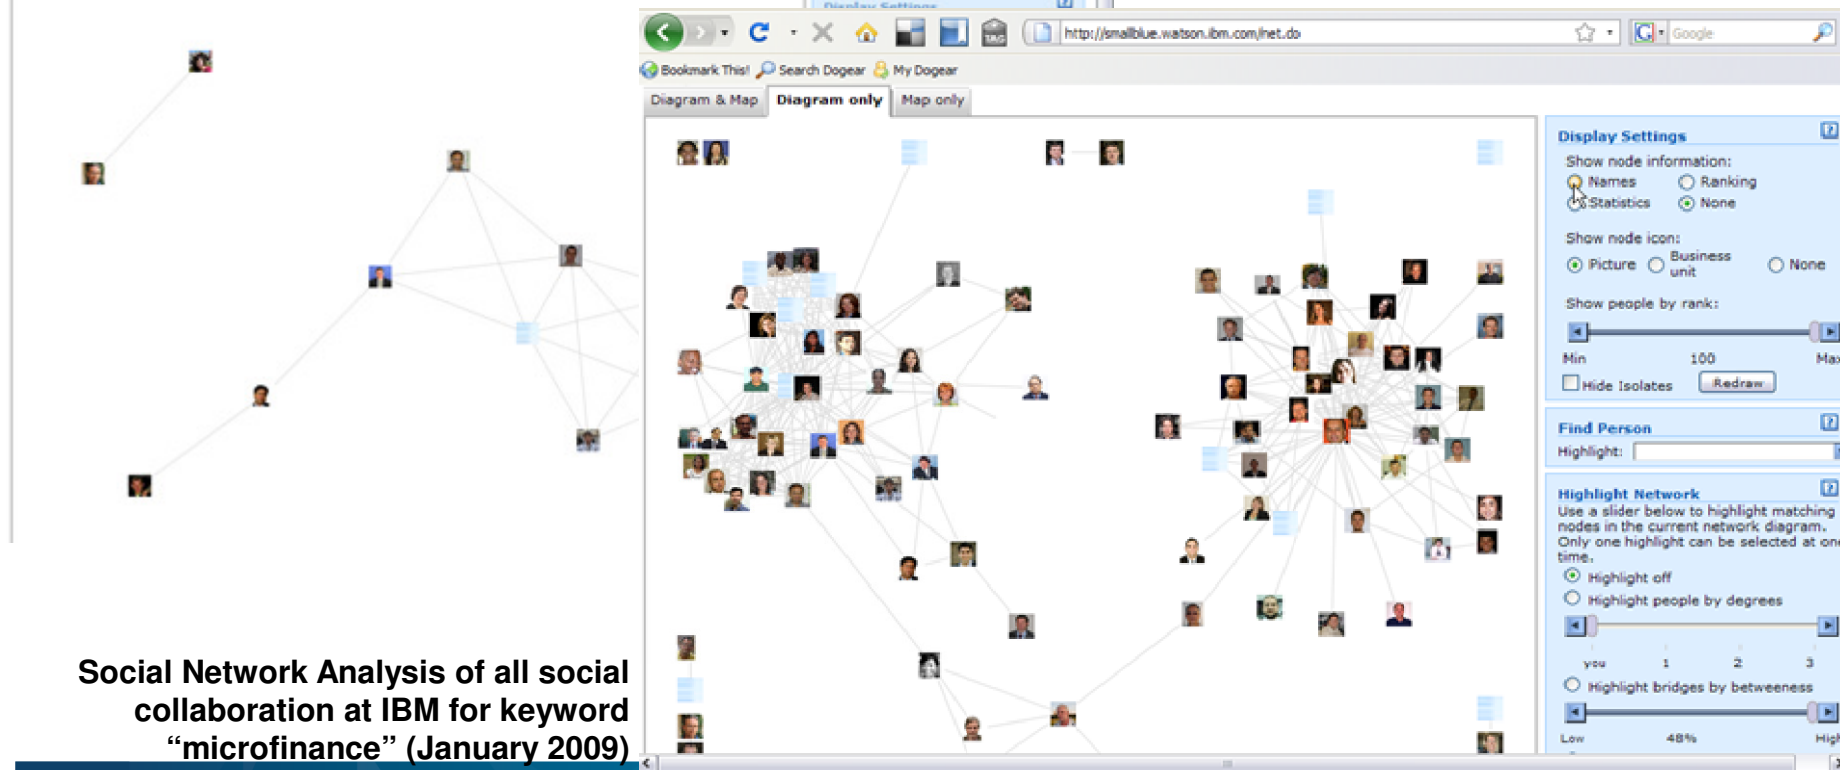 Display Settings
http://smallblue.watson.ibm.com/net.do
Google
Bookmark This! Search Dogear My Dogear
Diagram & Map Diagram only Map only
Display Settings
Show node information:
Names Ranking
Statistics None
Show node icon:
Picture Business unit None
Show people by rank:
Min 100 Max
Hide Isolates Redraw
Find Person
Highlight:
Highlight Network
Use a slider below to highlight matching
nodes in the current network diagram.
Only one highlight can be selected at one
time.
Highlight off
Highlight people by degrees
you 1 2 3
Highlight bridges by betweeness
Low 48% High
Social Network Analysis of all social
collaboration at IBM for keyword
“microfinance” (January 2009)